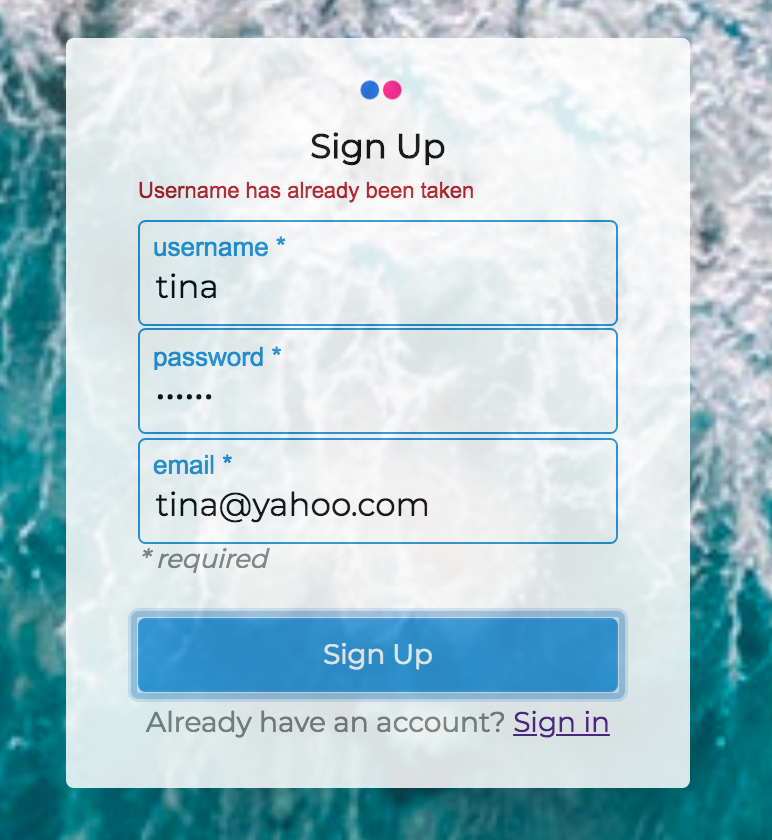 Sign Up
Username has already been taken
username *
tina
password *
••••••
email *
tina@yahoo.com
* required
Sign Up
Already have an account? Sign in